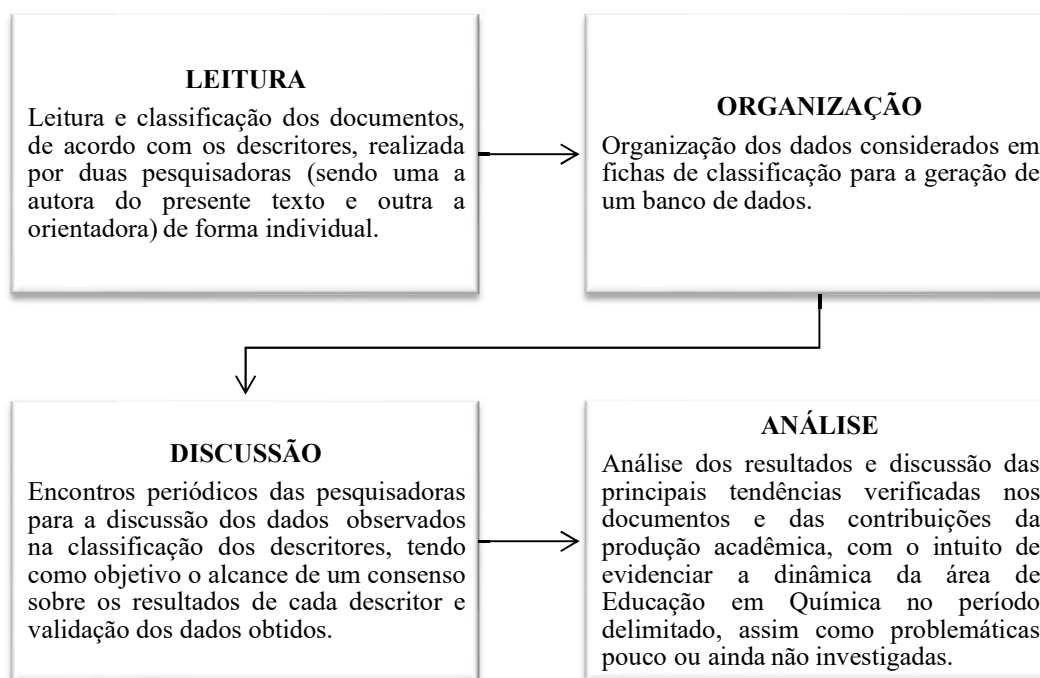 LEITURA
Leitura e classificação dos documentos,
de acordo com os descritores, realizada
por duas pesquisadoras (sendo uma a
autora do presente texto e outra a
orientadora) de forma individual.
ORGANIZAÇÃO
Organização dos dados considerados em
fichas de classificação para a geração de
um banco de dados.
DISCUSSÃO
Encontros periódicos das pesquisadoras
para a discussão dos dados observados
na classificação dos descritores, tendo
como objetivo o alcance de um consenso
sobre os resultados de cada descritor e
validação dos dados obtidos.
ANÁLISE
Análise dos resultados e discussão das
principais tendências verificadas nos
documentos e das contribuições da
produção acadêmica, com o intuito de
evidenciar a dinâmica da área de
Educação em Química no período
delimitado, assim como problemáticas
pouco ou ainda não investigadas.